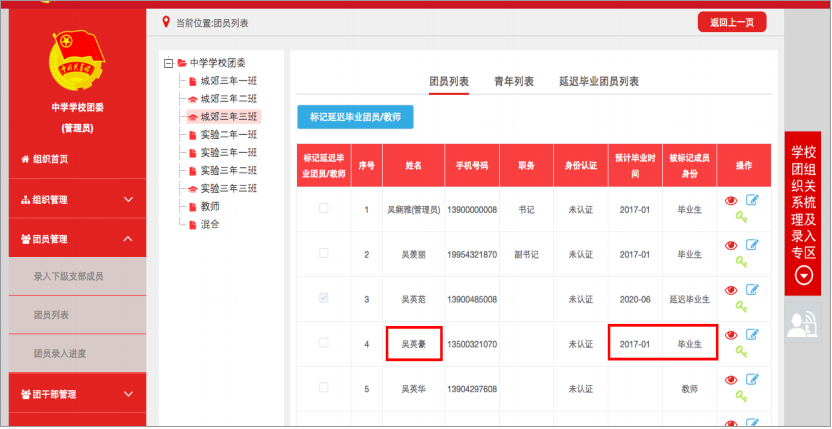 当前位置:团员列表
返回上一页
中学学校团委
(管理员)
组织首页
组织管理
团员管理
录入下级支部成员
团员列表
团员录入进度
团干部管理
中学学校团委
城郊三年一班
城郊三年二班
城郊三年三班
实验二年一班
实验三年一班
实验三年二班
实验三年三班
教师
混合
团员列表 青年列表 延迟毕业团员列表
标记延迟毕业团员/教师
标记延迟毕业团员/教师 序号 姓名 手机号码 职务 身份认证 预计毕业时间 被标记成员身份 操作
1 吴娴雅(管理员) 13900000008 书记 未认证 2017-01 毕业生
2 吴羡丽 19954321870 副书记 未认证 2017-01 毕业生
3 吴英范 13900485008 未认证 2020-06 延迟毕业生
4 吴英豪 13500321070 未认证 2017-01 毕业生
5 吴英华 13904297608 未认证 教师
学校
团组
织关
系梳
理及
录入
专区